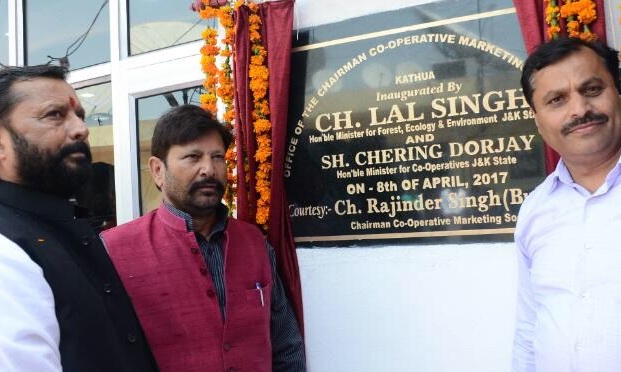 OFFICE OF THE CHAIRMAN CO-OPERATIVE MARKETING
KATHUA
Inaugurated By
CH. LAL SINGH
Hon'ble Minister for Forest, Ecology & Environment J&K State
AND
SH. CHERING DORJAY
Hon'ble Minister for Co-Operatives J&K State
ON - 8th OF APRIL, 2017
Courtesy:- Ch. Rajinder Singh
Chairman Co-Operative Marketing